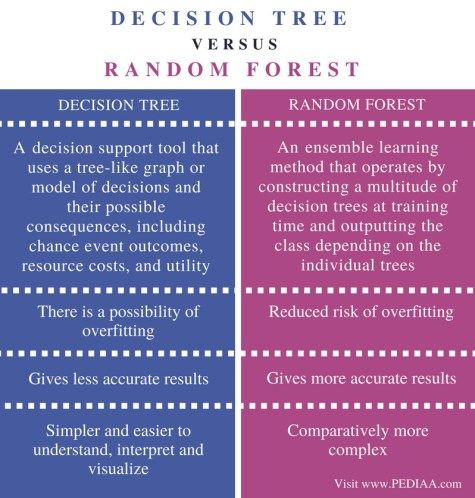 DECISION TREE
VERSUS
RANDOM FOREST
DECISION TREE
A decision support tool that
uses a tree-like graph or
model of decisions and
their possible
consequences, including
chance event outcomes,
resource costs, and utility
There is a possibility of
overfitting
Gives less accurate results
Simpler and easier to
understand, interpret and
visualize
RANDOM FOREST
An ensemble learning
method that operates by
constructing a multitude of
decision trees at training
time and outputting the
class depending on the
individual trees
Reduced risk of overfitting
Gives more accurate results
Comparatively more
complex
Visit www.PEDIAA.com